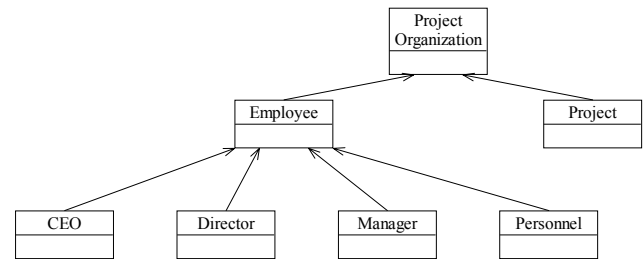 Project
Organization
Employee
Project
CEO
Director
Manager
Personnel